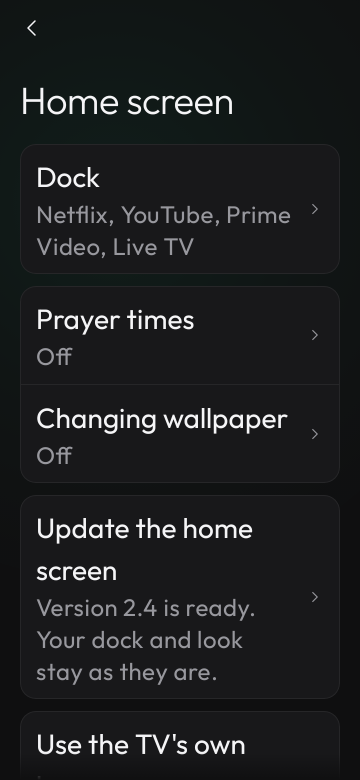 Home screen
Dock
Netflix, YouTube, Prime
Video, Live TV
Prayer times
Off
Changing wallpaper
Off
Update the home
screen
Version 2.4 is ready.
Your dock and look
stay as they are.
Use the TV's own